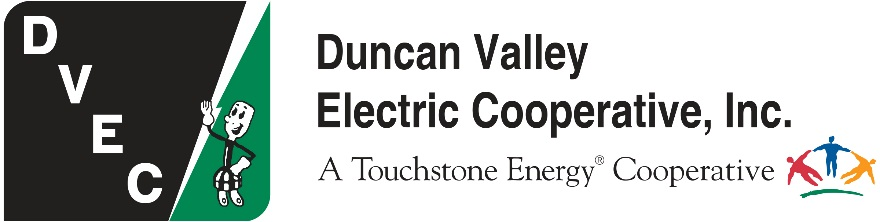 D
V
E
C
Duncan Valley
Electric Cooperative, Inc.
A Touchstone Energy® Cooperative